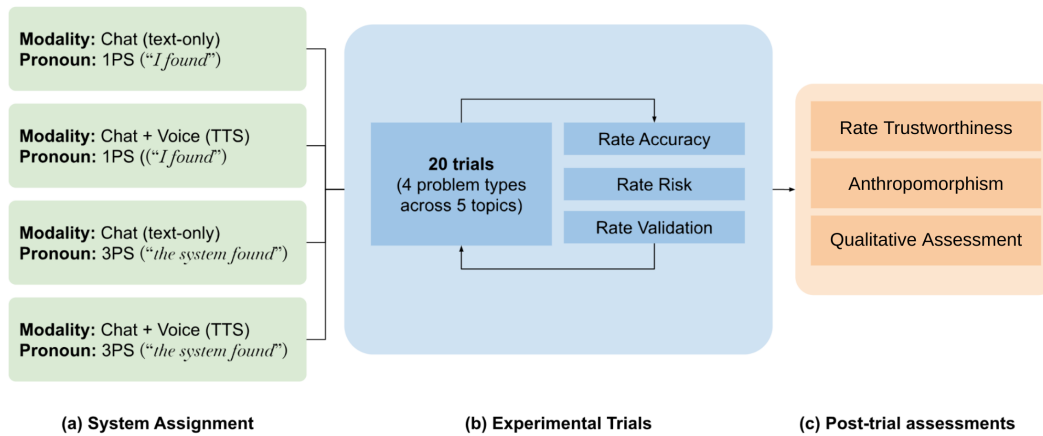 Modality: Chat (text-only)
Pronoun: 1PS (“I found”)
Modality: Chat + Voice (TTS)
Pronoun: 1PS ((“I found”)
Modality: Chat (text-only)
Pronoun: 3PS (“the system found”)
Modality: Chat + Voice (TTS)
Pronoun: 3PS (“the system found”)
20 trials
(4 problem types
across 5 topics)
Rate Accuracy
Rate Risk
Rate Validation
Rate Trustworthiness
Anthropomorphism
Qualitative Assessment
(a) System Assignment
(b) Experimental Trials
(c) Post-trial assessments